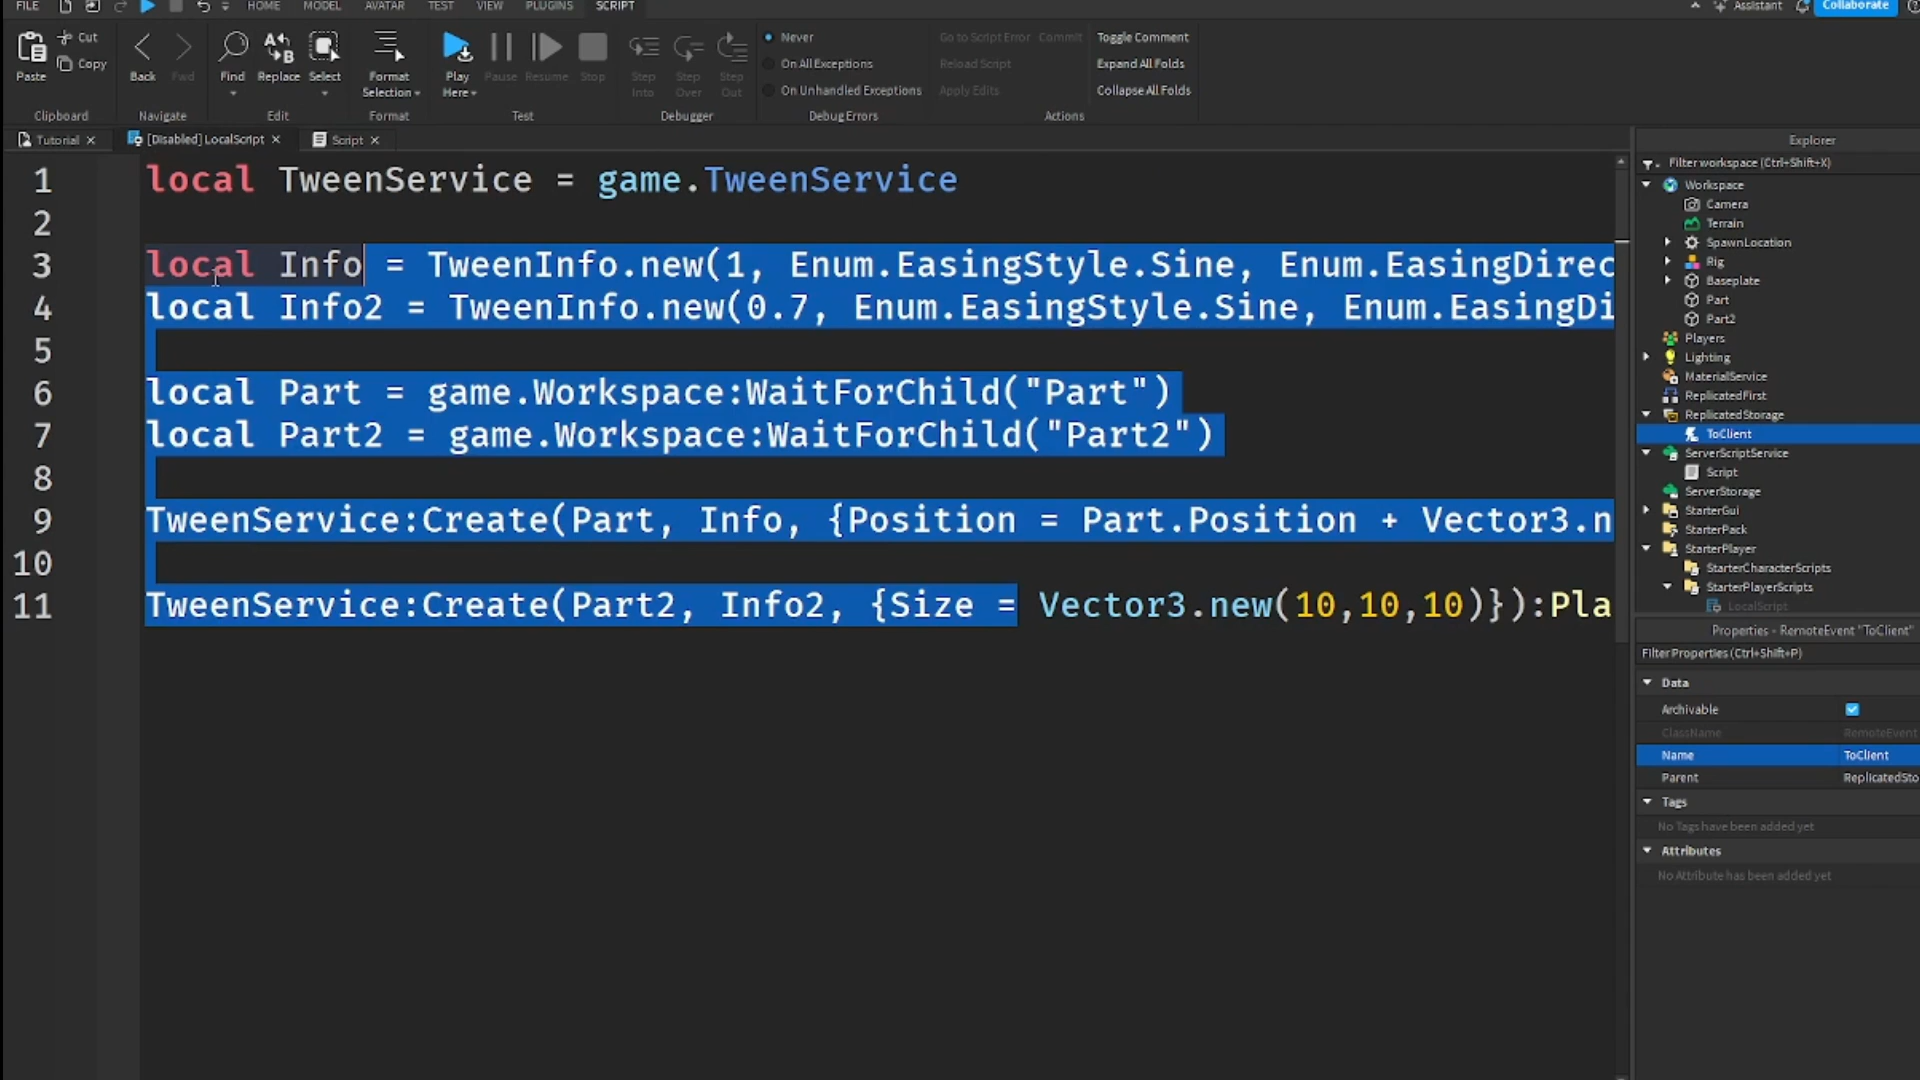 FILE HOME MODEL AVATAR TEST VIEW PLUGINS SCRIPT Assistant Collaborate
Cut
Copy
Paste
Back
Fwd
Find
Replace
Select
Format
Selection
Play
Here
Pause
Resume
Stop
Step
Into
Step
Over
Step
Out
Never
On All Exceptions
On Unhandled Exceptions
Go to Script Error Commit
Reload Script
Apply Edits
Toggle Comment
Expand All Folds
Collapse All Folds
Clipboard Navigate Edit Format Test Debugger Debug Errors Actions
Tutorial [Disabled] LocalScript Script
1 local TweenService = game.TweenService
2
3 local Info = TweenInfo.new(1, Enum.EasingStyle.Sine, Enum.EasingDirec
4 local Info2 = TweenInfo.new(0.7, Enum.EasingStyle.Sine, Enum.EasingDi
5
6 local Part = game.Workspace:WaitForChild("Part")
7 local Part2 = game.Workspace:WaitForChild("Part2")
8
9 TweenService:Create(Part, Info, {Position = Part.Position + Vector3.n
10
11 TweenService:Create(Part2, Info2, {Size = Vector3.new(10,10,10)}):Pla
Explorer
Filter workspace (Ctrl+Shift+X)
Workspace
Camera
Terrain
SpawnLocation
Rig
Baseplate
Part
Part2
Players
Lighting
MaterialService
ReplicatedFirst
ReplicatedStorage
ToClient
ServerScriptService
Script
ServerStorage
StarterGui
StarterPack
StarterPlayer
StarterCharacterScripts
StarterPlayerScripts
LocalScript
Properties - RemoteEvent "ToClient"
Filter Properties (Ctrl+Shift+P)
Data
Archivable
ClassName RemoteEvent
Name ToClient
Parent ReplicatedSto
Tags
No Tags have been added yet
Attributes
No Attribute has been added yet